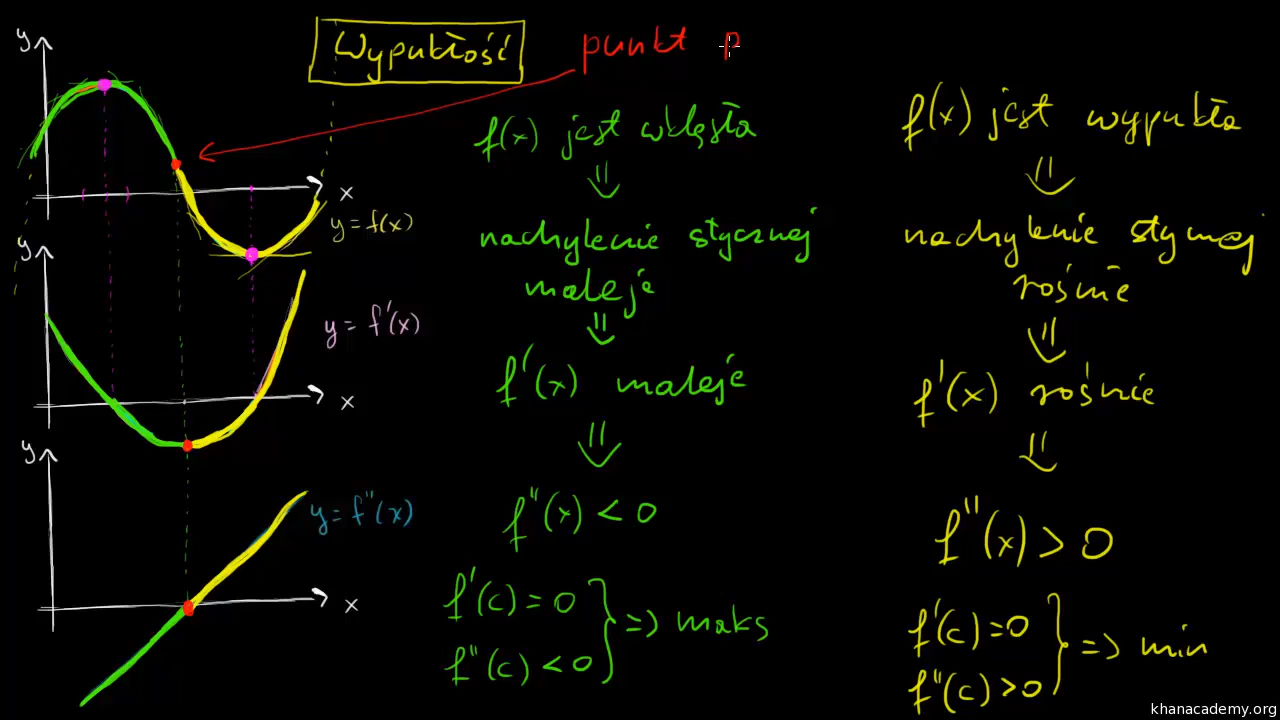 Wypukłość
punkt p
y
x
y = f(x)
y
x
y = f'(x)
y
x
y = f''(x)
f(x) jest wklęsła
⇓
nachylenie stycznej
maleje
⇓
f'(x) maleje
⇓
f''(x) < 0
f'(c) = 0
f''(c) < 0 } => maks
f(x) jest wypukła
⇓
nachylenie stycznej
rośnie
⇓
f'(x) rośnie
⇓
f''(x) > 0
f'(c) = 0
f''(c) > 0 } => min
khanacademy.org